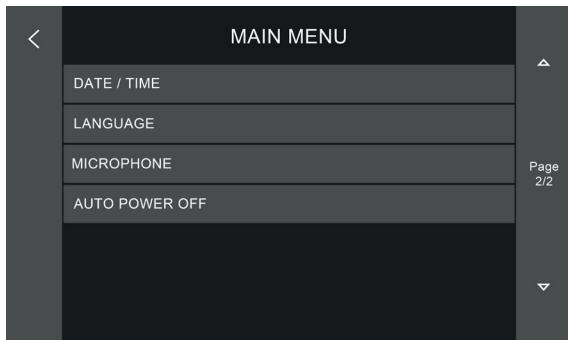 MAIN MENU
DATE / TIME
LANGUAGE
MICROPHONE
AUTO POWER OFF
Page
2/2